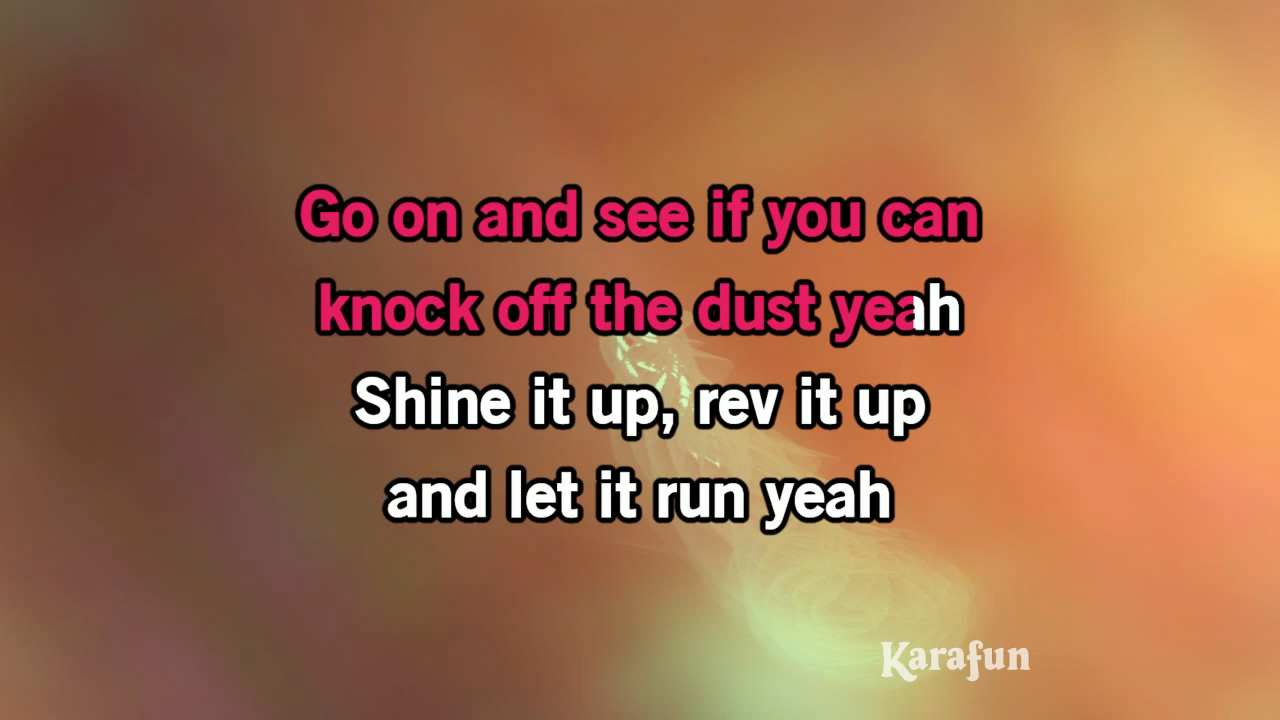 Go on and see if you can
knock off the dust yeah
Shine it up, rev it up
and let it run yeah
Karafun